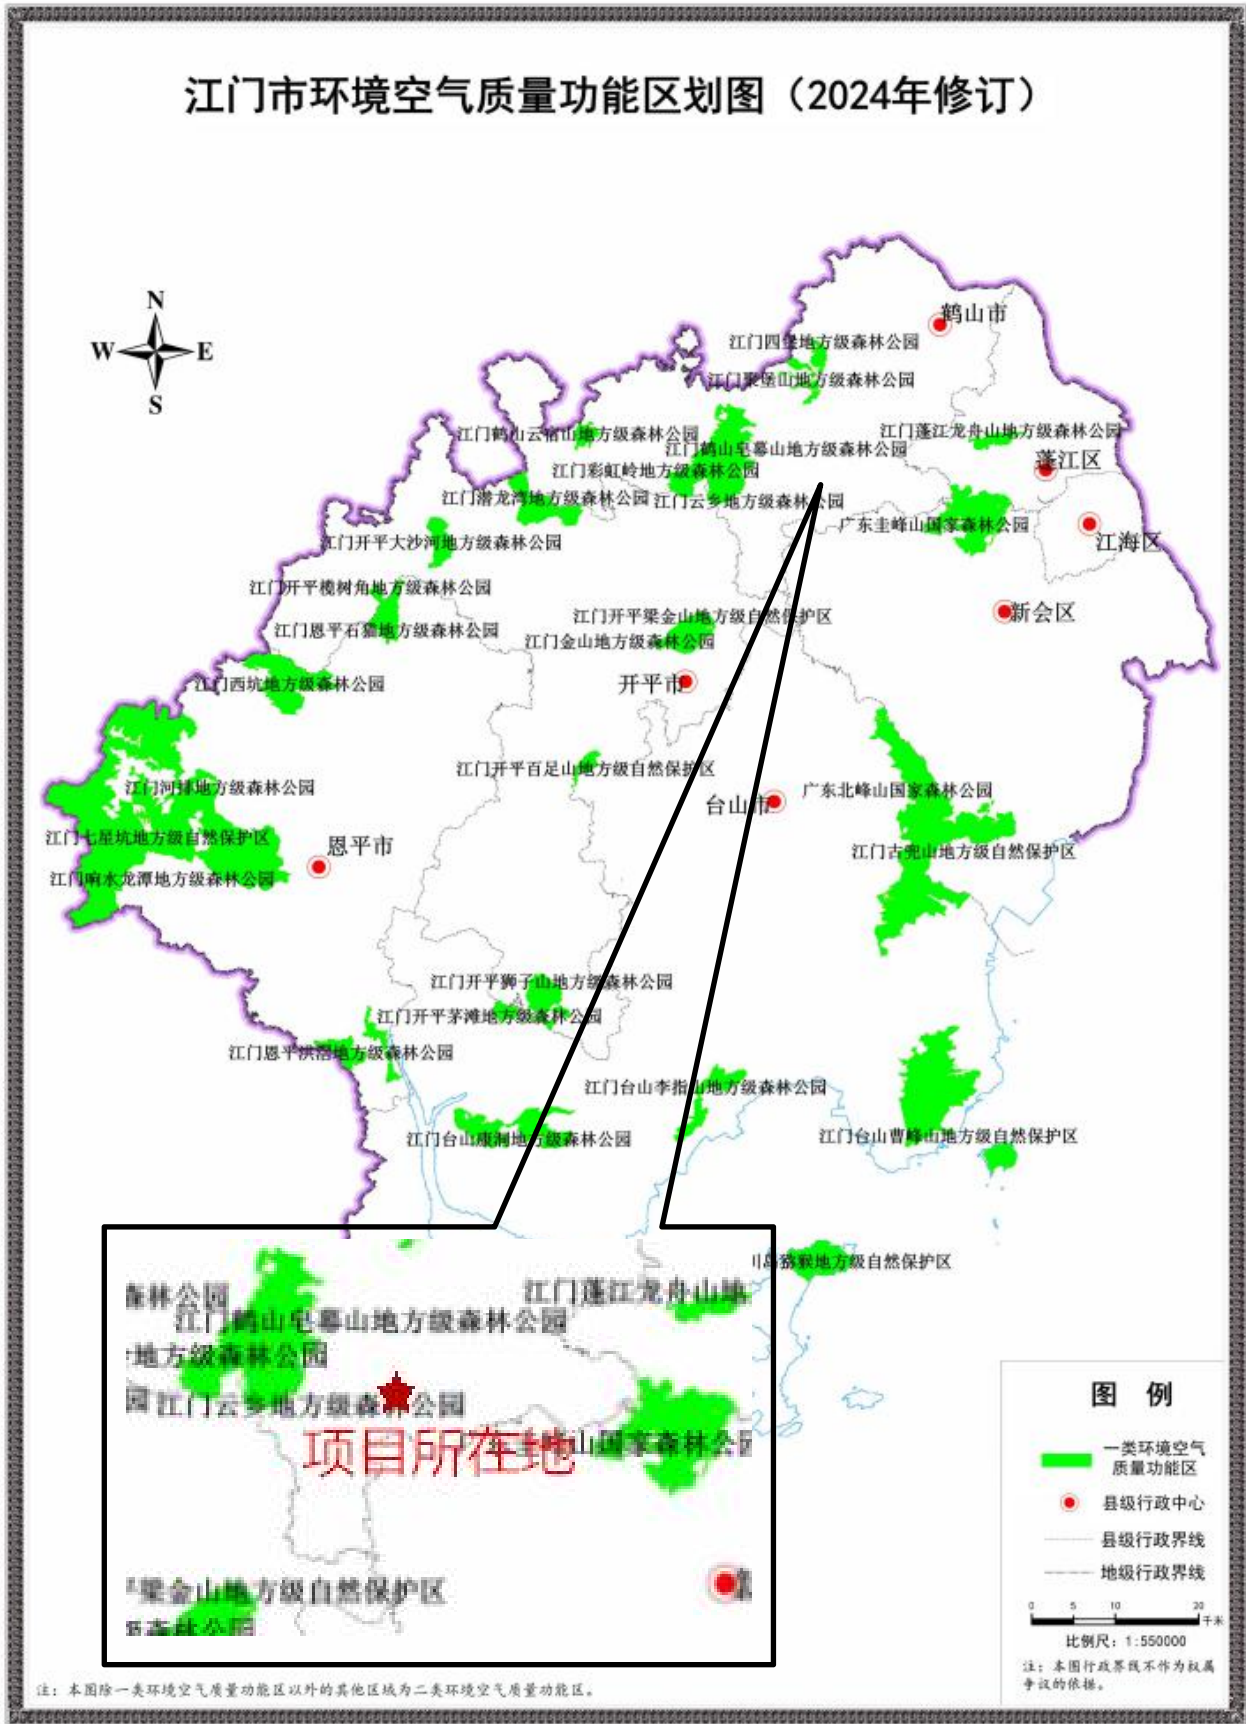 江门市环境空气质量功能区划图（2024年修订）
N
W
E
S
鹤山市
江门四堡地方级森林公园
江门聚堡山地方级森林公园
江门鹤山云宿山地方级森林公园
江门蓬江龙舟山地方级森林公园
江门鹤山皂幕山地方级森林公园
蓬江区
江门彩虹岭地方级森林公园
江门潜龙湾地方级森林公园
江门云乡地方级森林公园
广东圭峰山国家森林公园
江海区
江门开平大沙河地方级森林公园
江门开平榄树角地方级森林公园
江门开平梁金山地方级自然保护区
新会区
江门恩平石猫地方级森林公园
江门金山地方级森林公园
江门西坑地方级森林公园
开平市
江门开平百足山地方级自然保护区
江门河排地方级森林公园
广东北峰山国家森林公园
台山市
江门七星坑地方级自然保护区
恩平市
江门古兜山地方级自然保护区
江门响水龙潭地方级森林公园
江门开平狮子山地方级森林公园
江门开平茅滩地方级森林公园
江门恩平洪滘地方级森林公园
江门台山李指山地方级森林公园
江门台山康洞地方级森林公园
江门台山曹峰山地方级自然保护区
川岛猕猴地方级自然保护区
森林公园
江门蓬江龙舟山地
江门鹤山皂幕山地方级森林公园
地方级森林公园
园
江门云乡地方级森林公园
项目所在地
山国家森林公园
梁金山地方级自然保护区
森林公园
图 例
一类环境空气
质量功能区
县级行政中心
县级行政界线
地级行政界线
0 5 10 20
千米
比例尺：1:550000
注：本图行政界线不作为权属
争议的依据。
注：本图除一类环境空气质量功能区以外的其他区域为二类环境空气质量功能区。